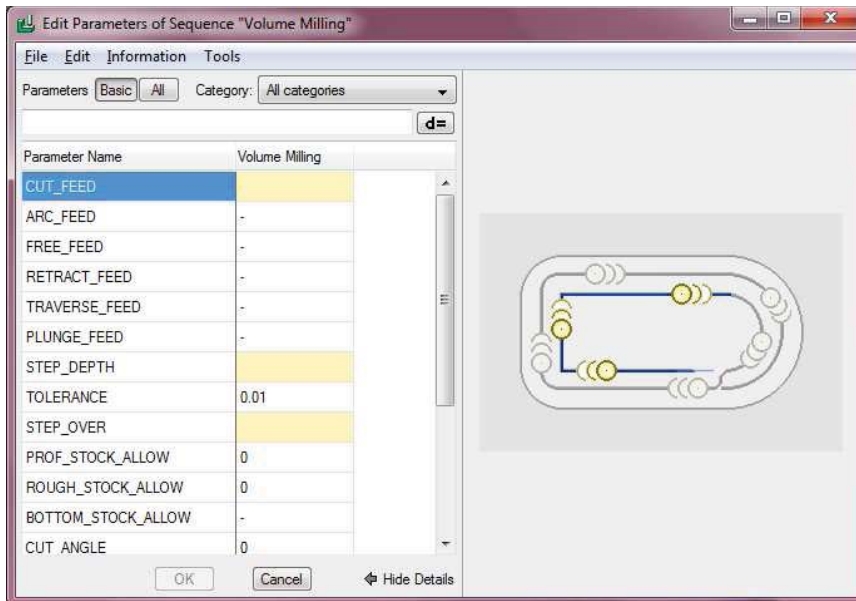 Edit Parameters of Sequence "Volume Milling"
File Edit Information Tools
Parameters Basic All Category: All categories
d=
Parameter Name Volume Milling
CUT_FEED
ARC_FEED -
FREE_FEED -
RETRACT_FEED -
TRAVERSE_FEED -
PLUNGE_FEED -
STEP_DEPTH
TOLERANCE 0.01
STEP_OVER
PROF_STOCK_ALLOW 0
ROUGH_STOCK_ALLOW 0
BOTTOM_STOCK_ALLOW -
CUT_ANGLE 0
OK Cancel Hide Details